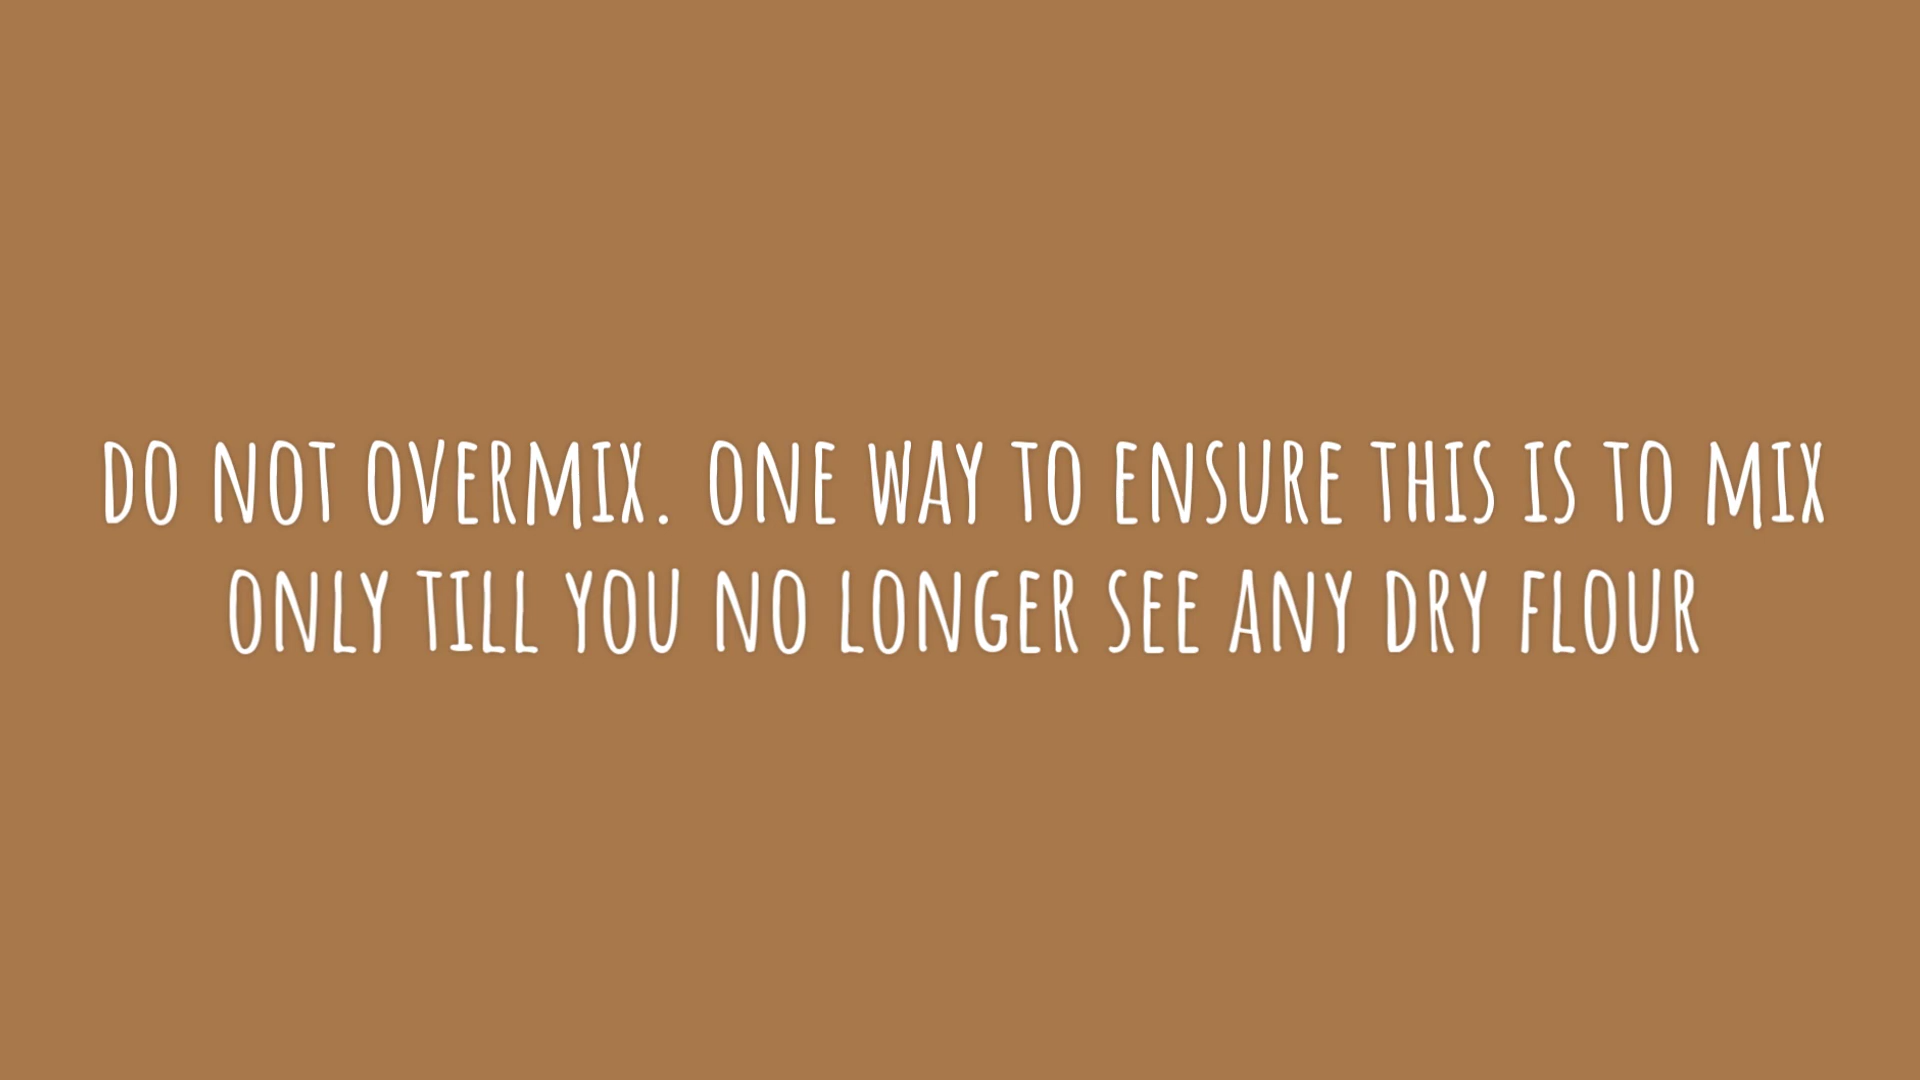 DO NOT OVERMIX. ONE WAY TO ENSURE THIS IS TO MIX
ONLY TILL YOU NO LONGER SEE ANY DRY FLOUR